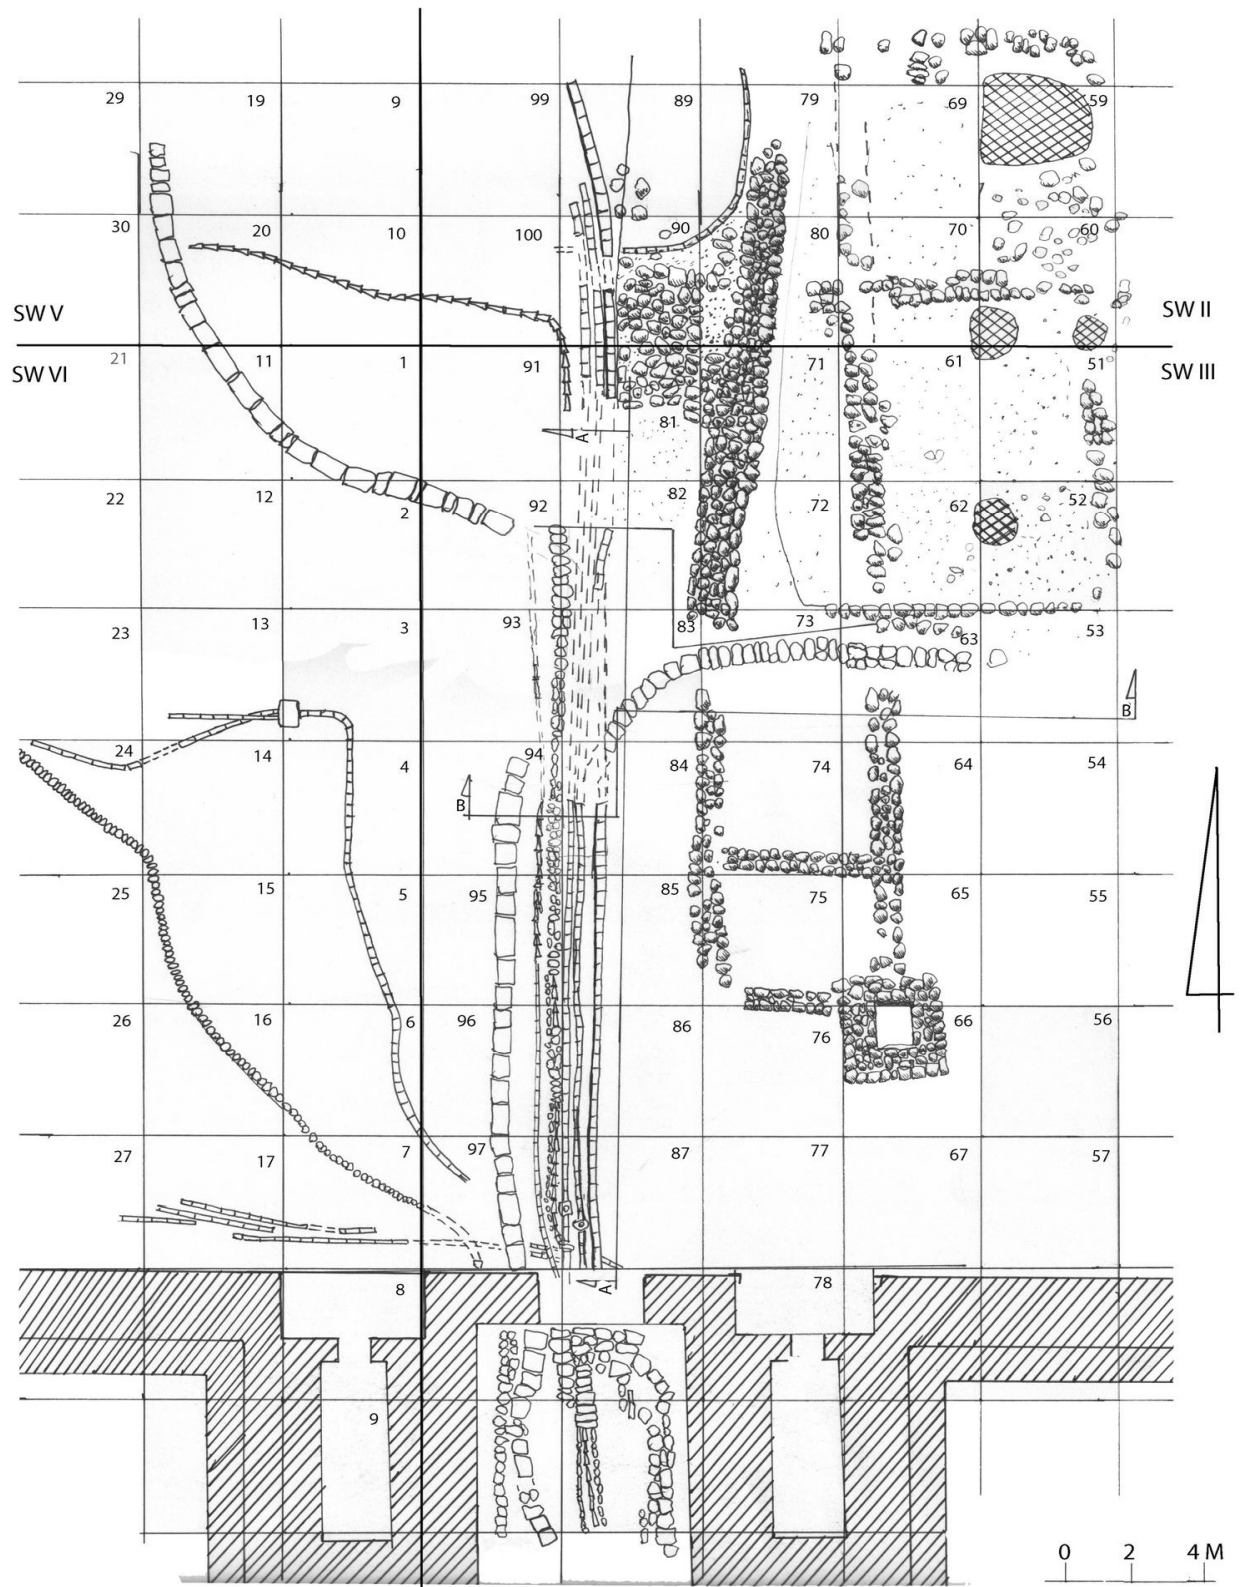 29 19 9 99 89 79 69 59
30 20 10 100 90 80 70 60
SW V SW II
21 11 1 91 71 61 51
SW VI SW III
81
A
22 12 2 92 82 72 62 52
23 13 3 93 83 73 63 53
B
24 14 4 94 84 74 64 54
B
25 15 5 95 85 75 65 55
26 16 6 96 86 76 66 56
27 17 7 97 87 77 67 57
8 A 78
9
0 2 4 M